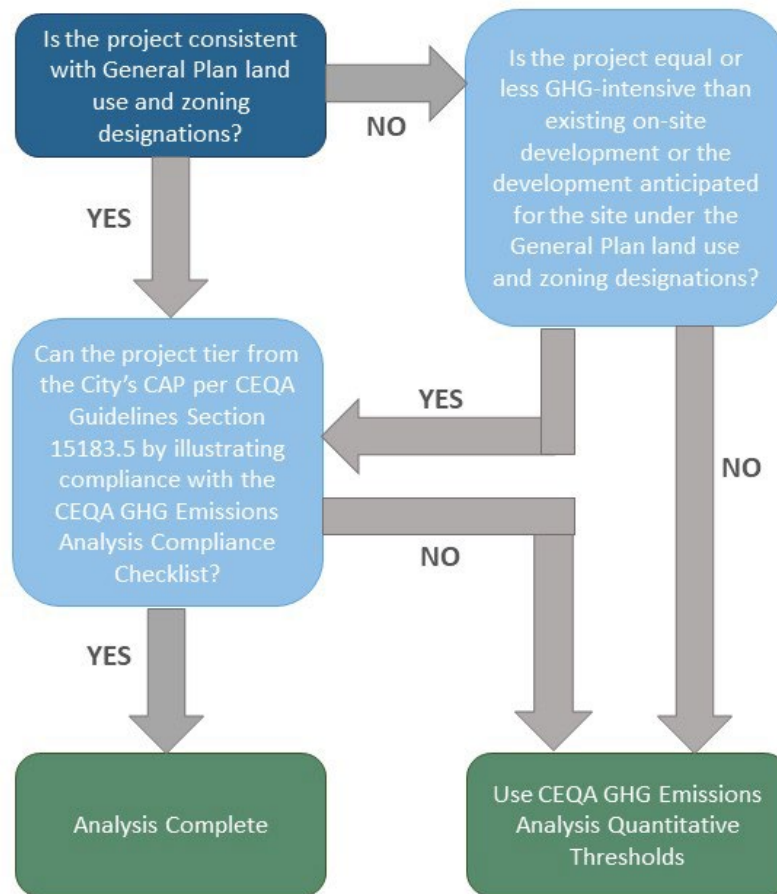 Is the project consistent
with General Plan land
use and zoning
designations?
NO
Is the project equal or
less GHG-intensive than
existing on-site
development or the
development anticipated
for the site under the
General Plan land use
and zoning designations?
YES
Can the project tier from
the City's CAP per CEQA
Guidelines Section
15183.5 by illustrating
compliance with the
CEQA GHG Emissions
Analysis Compliance
Checklist?
YES
NO
NO
YES
Analysis Complete
Use CEQA GHG Emissions
Analysis Quantitative
Thresholds